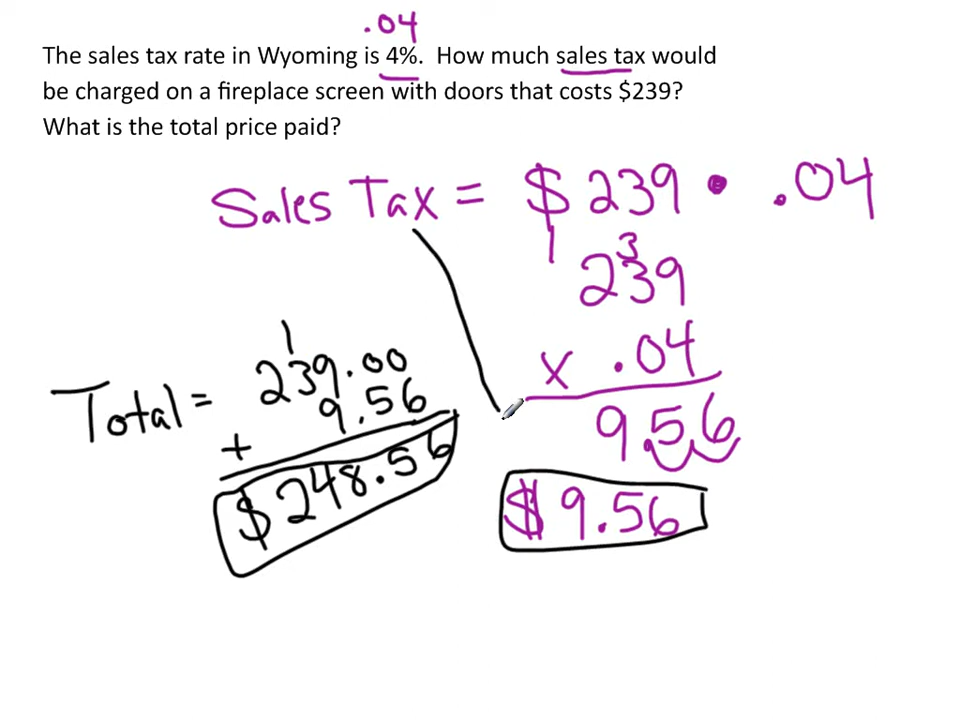 .04
The sales tax rate in Wyoming is 4%. How much sales tax would
be charged on a fireplace screen with doors that costs $239?
What is the total price paid?
Sales Tax = $239 • .04
1 3
239
x .04
9.56
$9.56
1
Total = 239.00
+ 9.56
$248.56